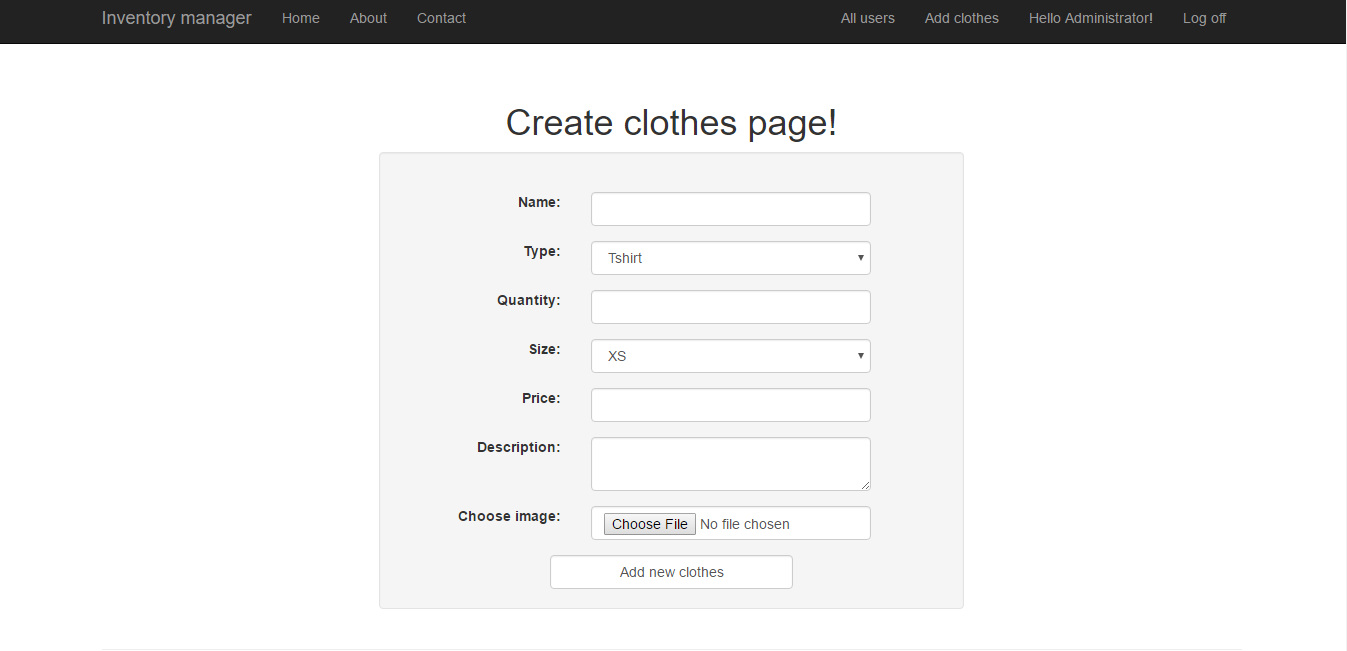 Inventory manager Home About Contact All users Add clothes Hello Administrator! Log off
Create clothes page!
Name:
Type: Tshirt
Quantity:
Size: XS
Price:
Description:
Choose image: Choose File No file chosen
Add new clothes